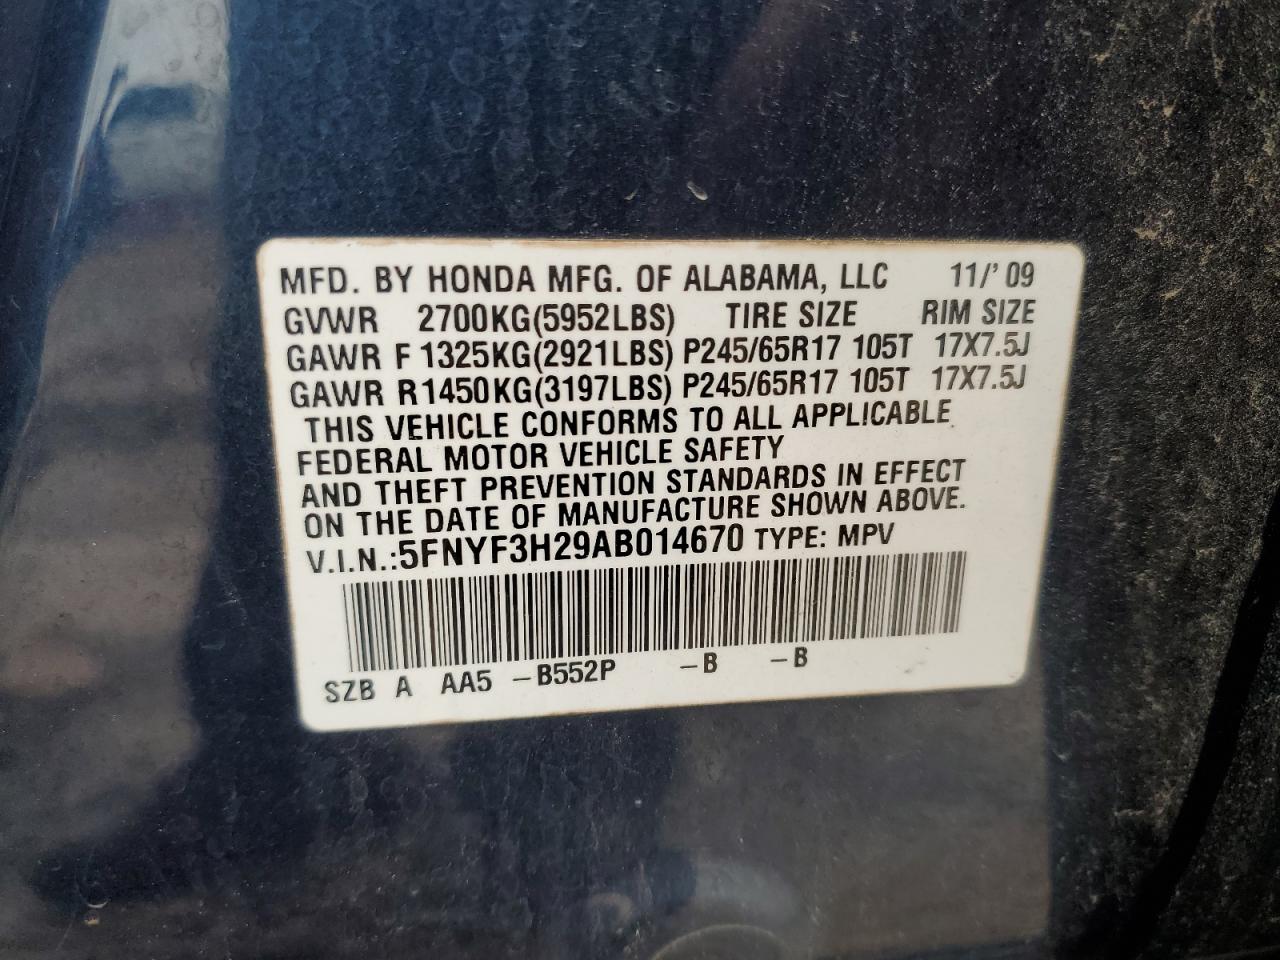 MFD. BY HONDA MFG. OF ALABAMA, LLC 11/'09
GVWR 2700KG(5952LBS) TIRE SIZE RIM SIZE
GAWR F 1325KG(2921LBS) P245/65R17 105T 17X7.5J
GAWR R1450KG(3197LBS) P245/65R17 105T 17X7.5J
THIS VEHICLE CONFORMS TO ALL APPLICABLE
FEDERAL MOTOR VEHICLE SAFETY
AND THEFT PREVENTION STANDARDS IN EFFECT
ON THE DATE OF MANUFACTURE SHOWN ABOVE.
V.I.N.:5FNYF3H29AB014670 TYPE: MPV
SZB A AA5 -B552P -B -B